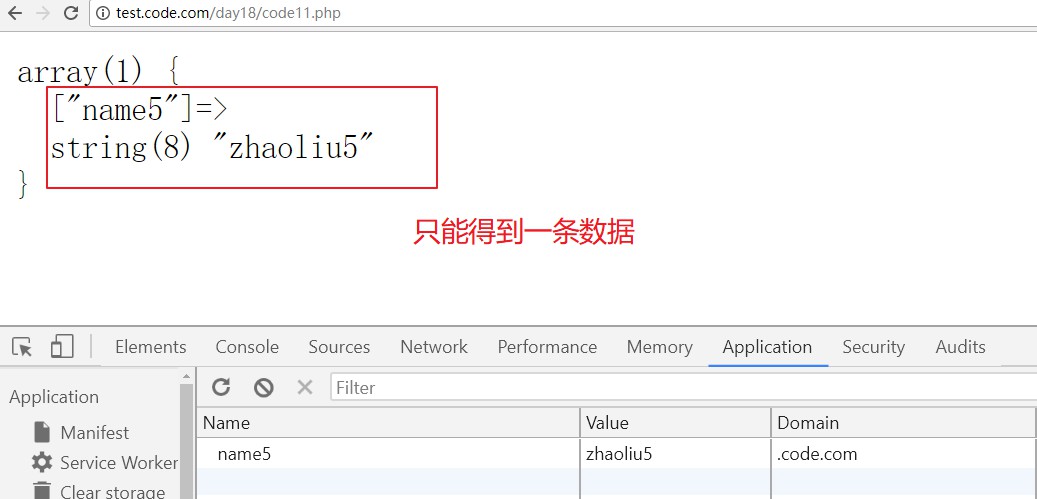 test.code.com/day18/code11.php
array(1) {
["name5"]=>
string(8) "zhaoliu5"
}
只能得到一条数据
Elements Console Sources Network Performance Memory Application Security Audits
Application
Manifest
Service Worker
Clear storage
Filter
Name Value Domain
name5 zhaoliu5 .code.com